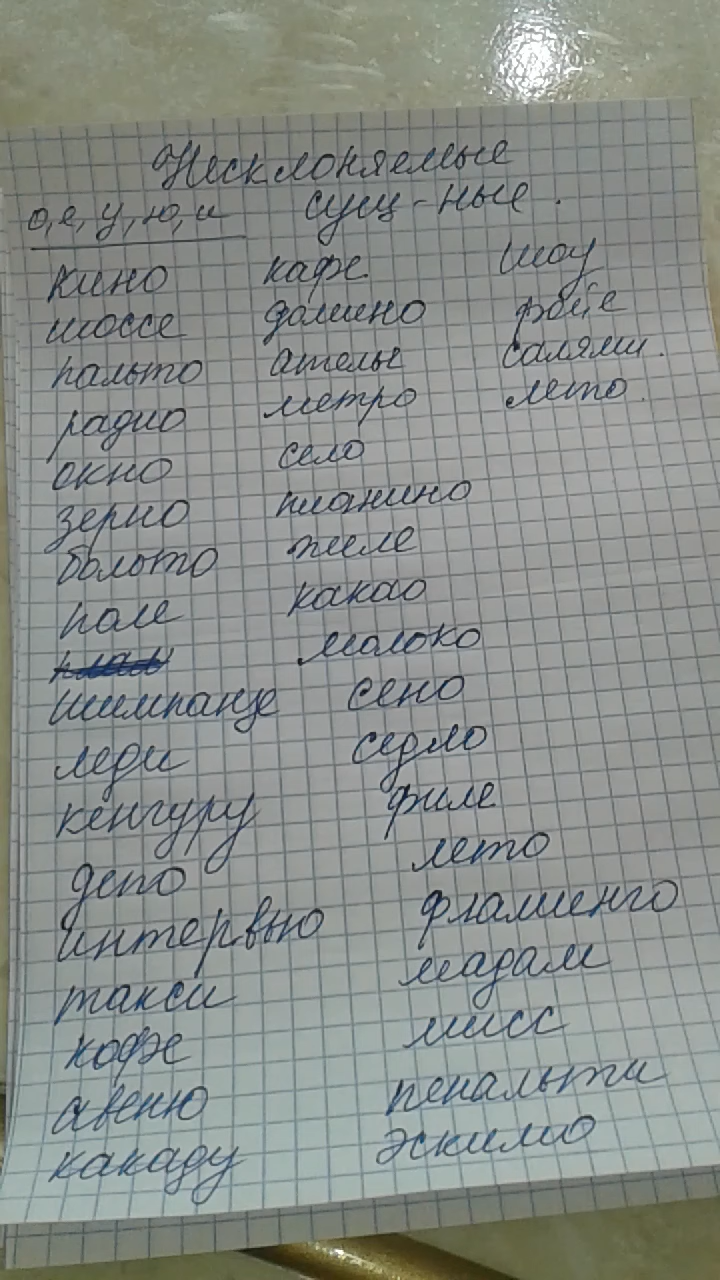 Несклоняемые
о, е, у, ю, и сущ-ные.
кино кафе шоу
шоссе домино фойе
пальто ателье салями.
радио метро лето.
окно село
зерно пианино
больто желе
поле какао
молоко
шимпанзе сено
леди седло
кенгуру филе
депо лето
интервью фламинго
такси мадам
кофе мисс
авеню пенальти
какаду эскимо